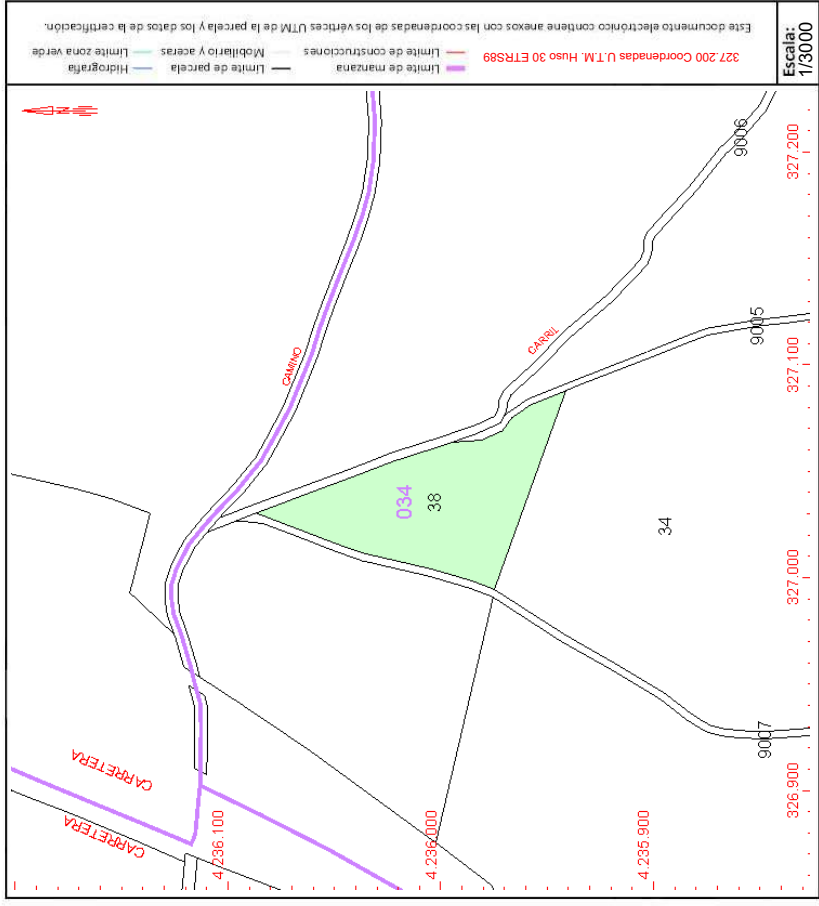 Este documento electrónico contiene anexos con las coordenadas de los vértices UTM de la parcela y los datos de la certificación.
Límite de manzana
Límite de construcciones
Límite de parcela
Mobiliario y aceras
Hidrografía
Límite zona verde
327.200 Coordenadas U.T.M. Huso 30 ETRS89
Escala:
1/3000
CAMINO
CARRIL
CARRETERA
CARRETERA
034
38
34
9006
9005
9007
327.200
327.100
327.000
326.900
4.236.100
4.236.000
4.235.900